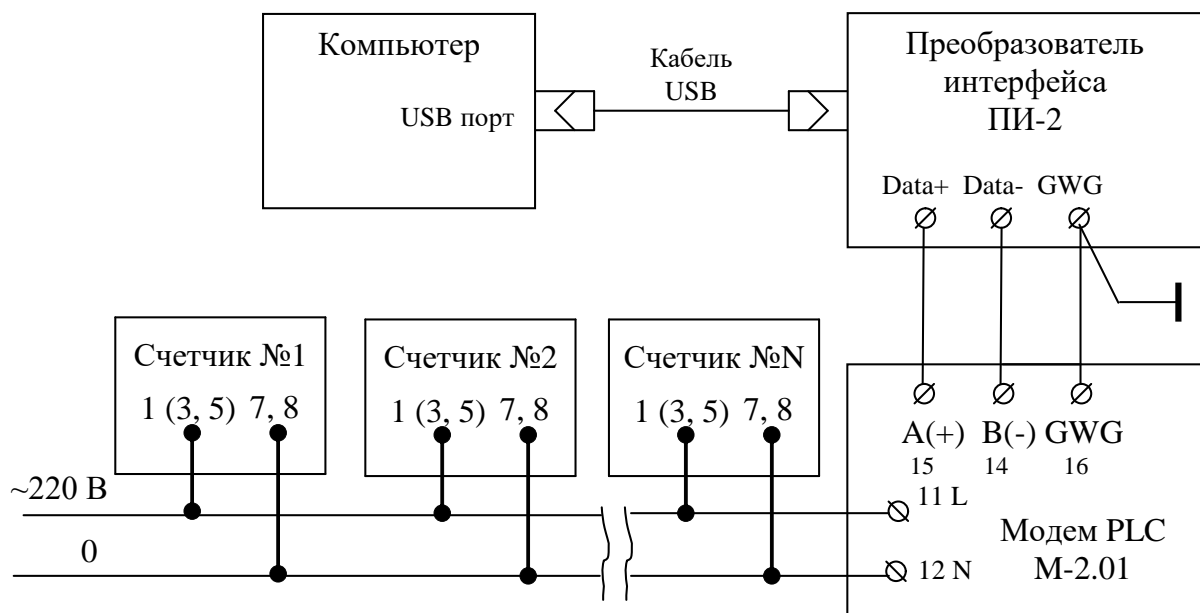 Компьютер
USB порт
Кабель
USB
Преобразователь
интерфейса
ПИ-2
Data+ Data- GWG
Счетчик №1
1 (3, 5) 7, 8
Счетчик №2
1 (3, 5) 7, 8
Счетчик №N
1 (3, 5) 7, 8
A(+) B(-) GWG
15 14 16
~220 В
0
11 L
12 N
Модем PLC
М-2.01